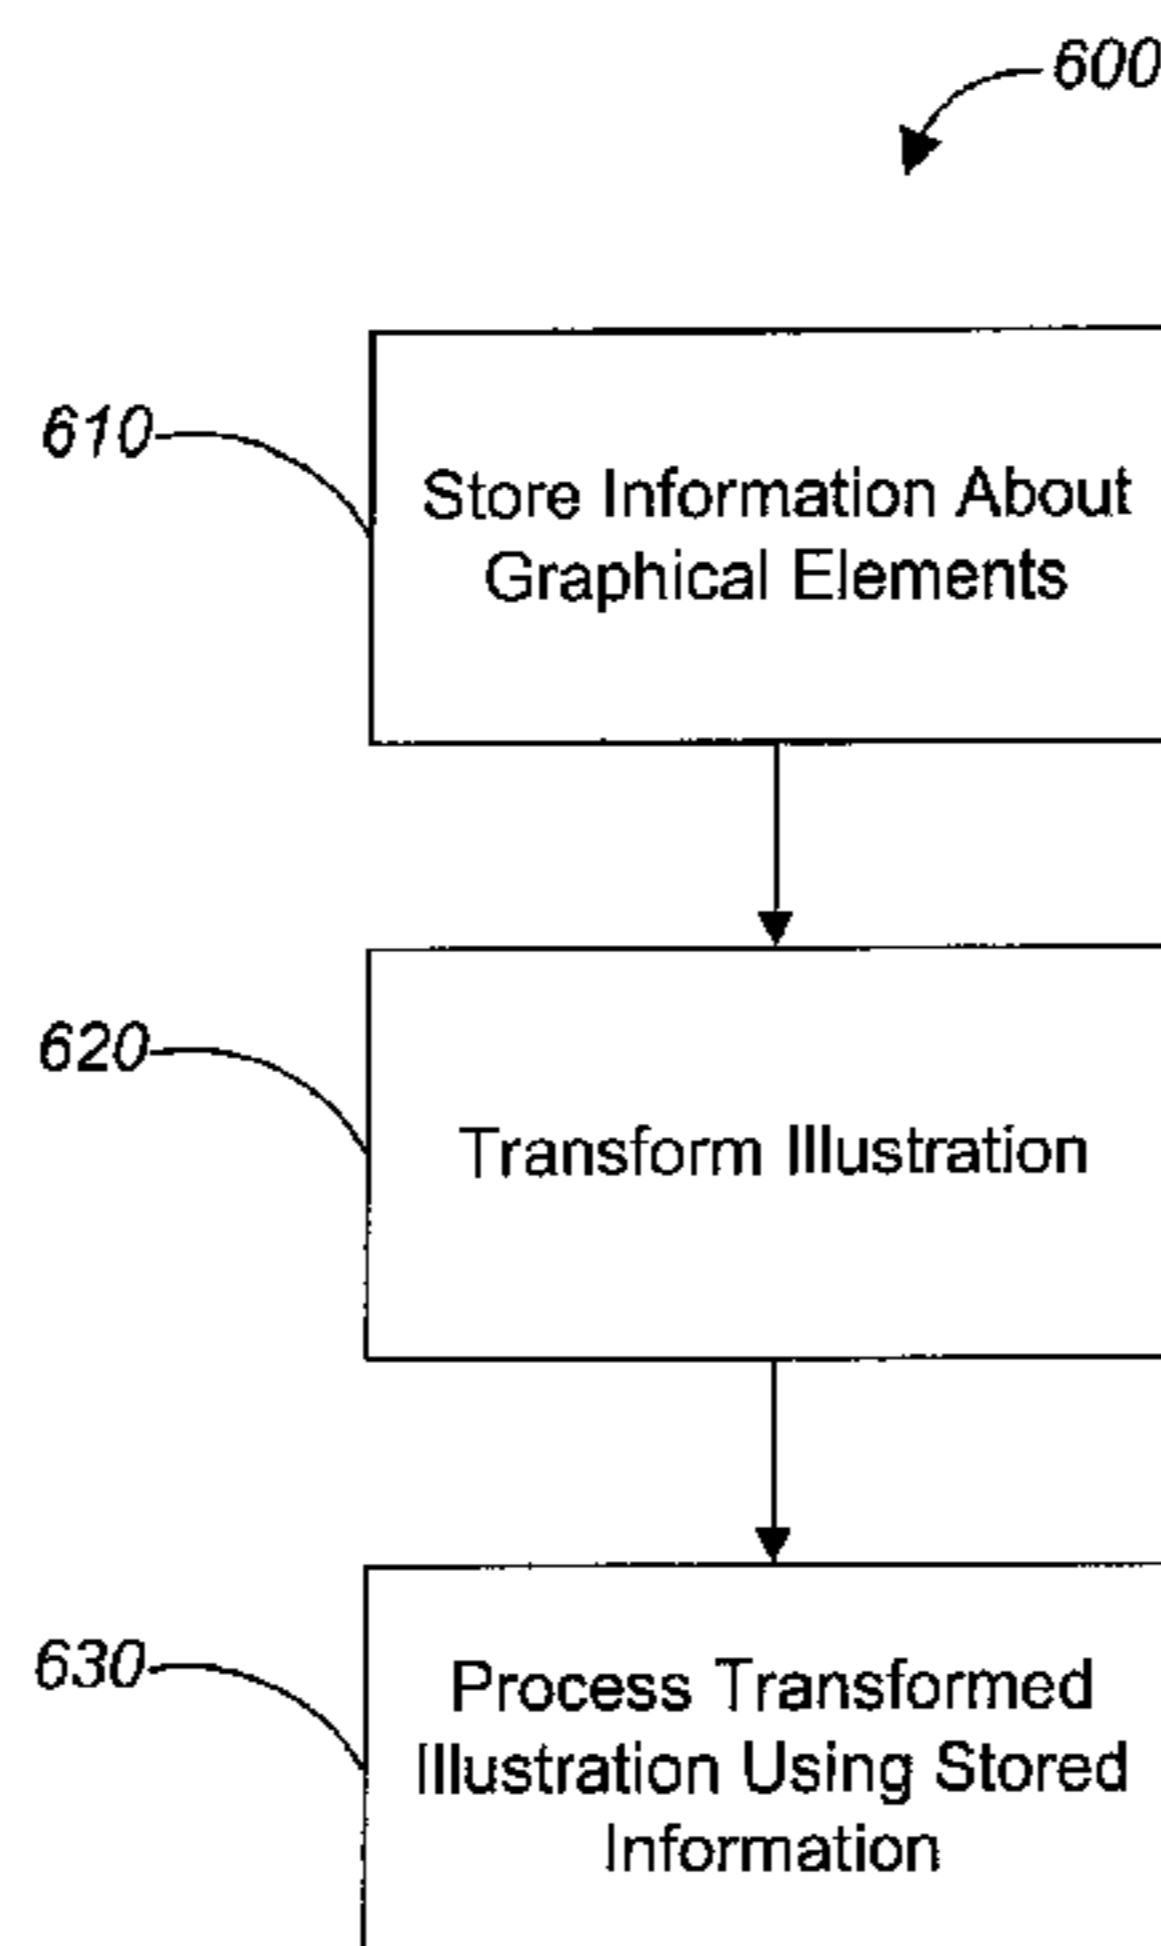 600
610
Store Information About
Graphical Elements
620
Transform Illustration
630
Process Transformed
Illustration Using Stored
Information